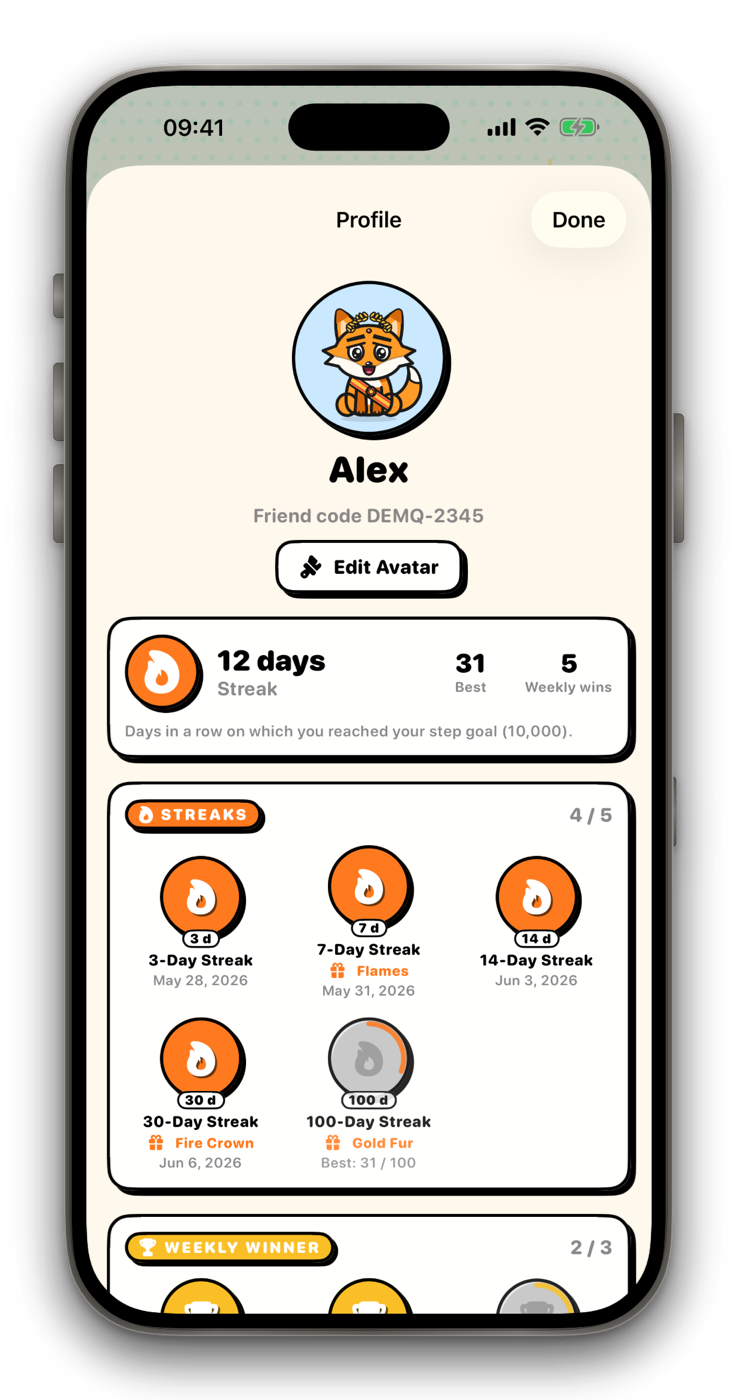 09:41
Profile
Done
Alex
Friend code DEMQ-2345
Edit Avatar
12 days
Streak
31
Best
5
Weekly wins
Days in a row on which you reached your step goal (10,000).
STREAKS
4 / 5
3 d
3-Day Streak
May 28, 2026
7 d
7-Day Streak
Flames
May 31, 2026
14 d
14-Day Streak
Jun 3, 2026
30 d
30-Day Streak
Fire Crown
Jun 6, 2026
100 d
100-Day Streak
Gold Fur
Best: 31 / 100
WEEKLY WINNER
2 / 3